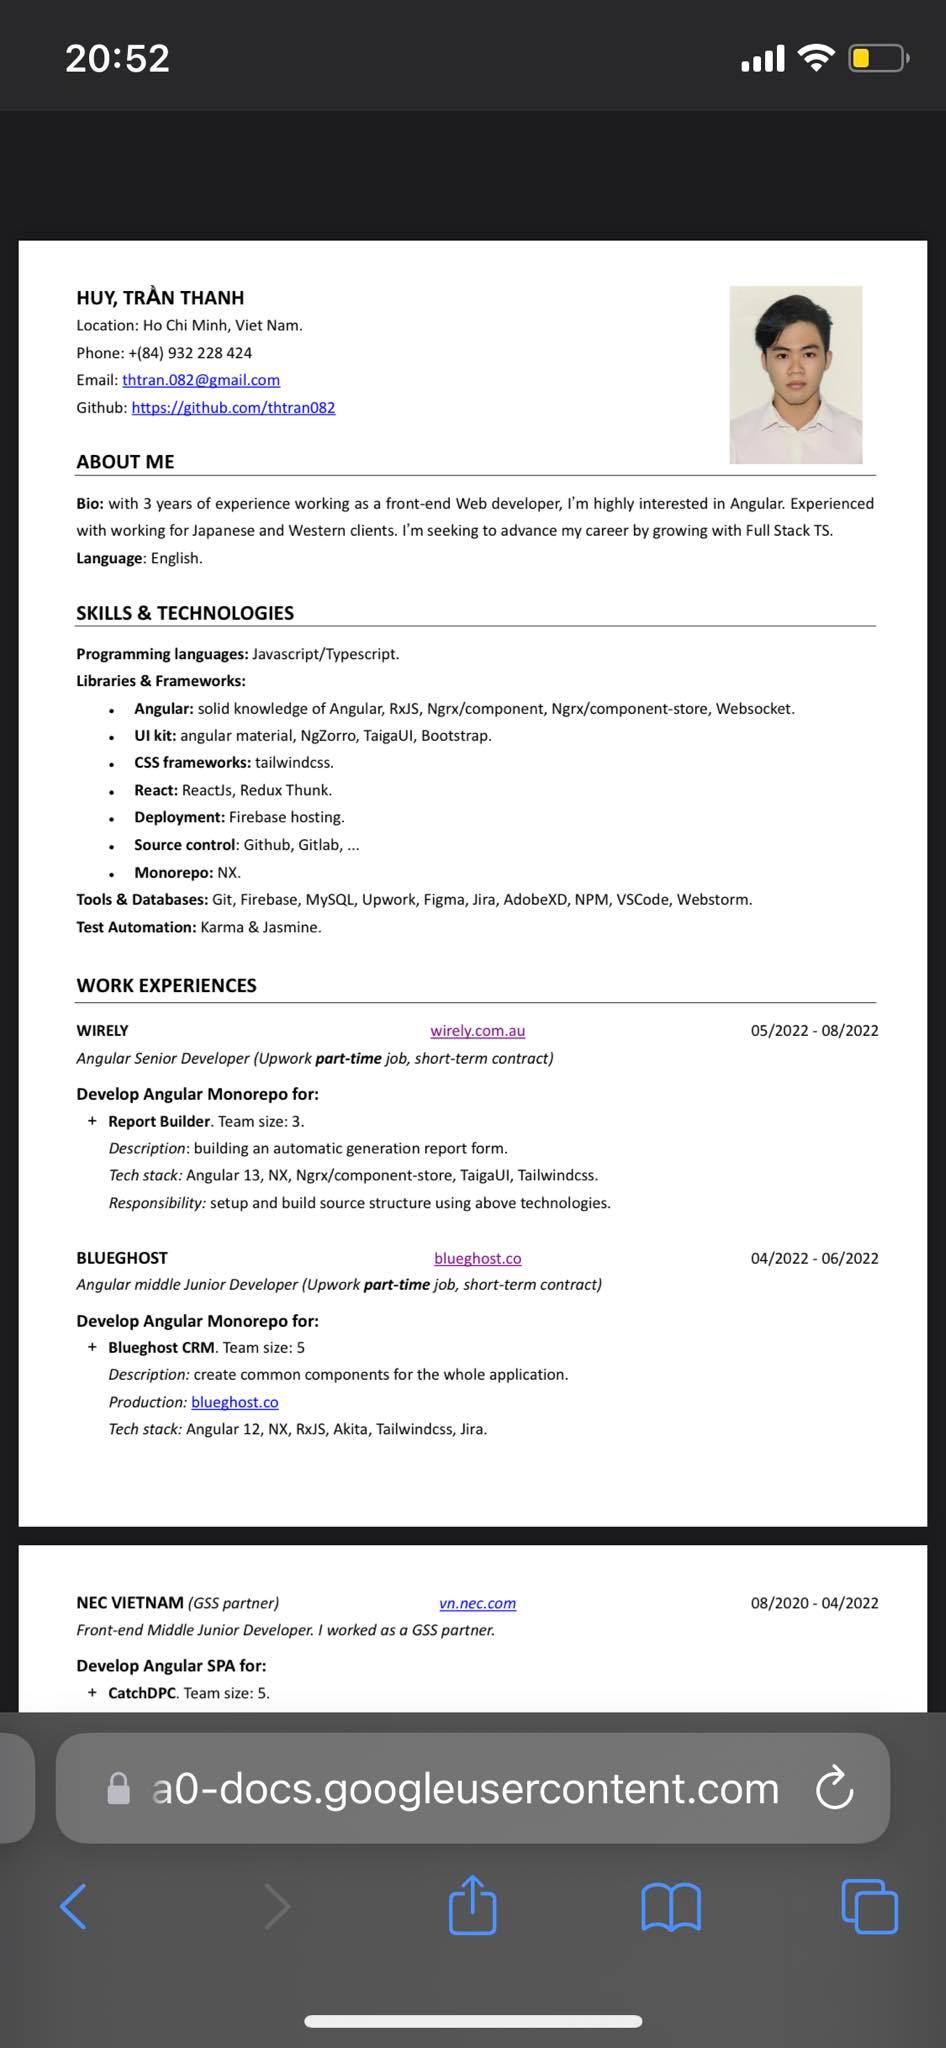 20:52
HUY, TRẦN THANH
Location: Ho Chi Minh, Viet Nam.
Phone: +(84) 932 228 424
Email: thtran.082@gmail.com
Github: https://github.com/thtran082
ABOUT ME
Bio: with 3 years of experience working as a front-end Web developer, I'm highly interested in Angular. Experienced
with working for Japanese and Western clients. I'm seeking to advance my career by growing with Full Stack TS.
Language: English.
SKILLS & TECHNOLOGIES
Programming languages: Javascript/Typescript.
Libraries & Frameworks:
• Angular: solid knowledge of Angular, RxJS, Ngrx/component, Ngrx/component-store, Websocket.
• UI kit: angular material, NgZorro, TaigaUI, Bootstrap.
• CSS frameworks: tailwindcss.
• React: ReactJs, Redux Thunk.
• Deployment: Firebase hosting.
• Source control: Github, Gitlab, ...
• Monorepo: NX.
Tools & Databases: Git, Firebase, MySQL, Upwork, Figma, Jira, AdobeXD, NPM, VSCode, Webstorm.
Test Automation: Karma & Jasmine.
WORK EXPERIENCES
WIRELY wirely.com.au 05/2022 - 08/2022
Angular Senior Developer (Upwork part-time job, short-term contract)
Develop Angular Monorepo for:
+ Report Builder. Team size: 3.
Description: building an automatic generation report form.
Tech stack: Angular 13, NX, Ngrx/component-store, TaigaUI, Tailwindcss.
Responsibility: setup and build source structure using above technologies.
BLUEGHOST blueghost.co 04/2022 - 06/2022
Angular middle Junior Developer (Upwork part-time job, short-term contract)
Develop Angular Monorepo for:
+ Blueghost CRM. Team size: 5
Description: create common components for the whole application.
Production: blueghost.co
Tech stack: Angular 12, NX, RxJS, Akita, Tailwindcss, Jira.
NEC VIETNAM (GSS partner) vn.nec.com 08/2020 - 04/2022
Front-end Middle Junior Developer. I worked as a GSS partner.
Develop Angular SPA for:
+ CatchDPC. Team size: 5.
a0-docs.googleusercontent.com